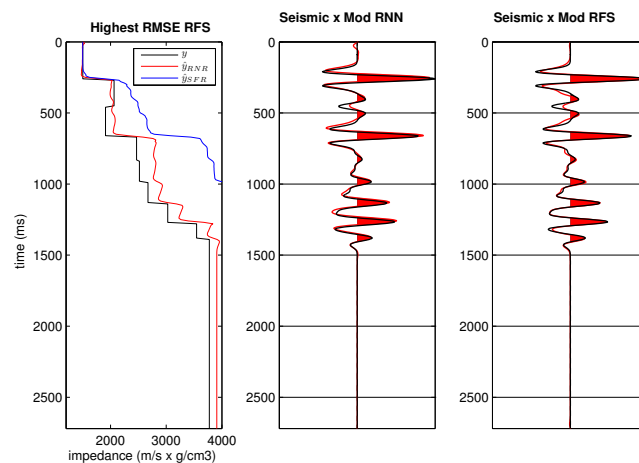 Highest RMSE RFS
Seismic x Mod RNN
Seismic x Mod RFS
y
ŷRNR
ŷSFR
0
500
1000
1500
2000
2500
time (ms)
2000 3000 4000
impedance (m/s x g/cm3)
0
500
1000
1500
2000
2500
0
500
1000
1500
2000
2500